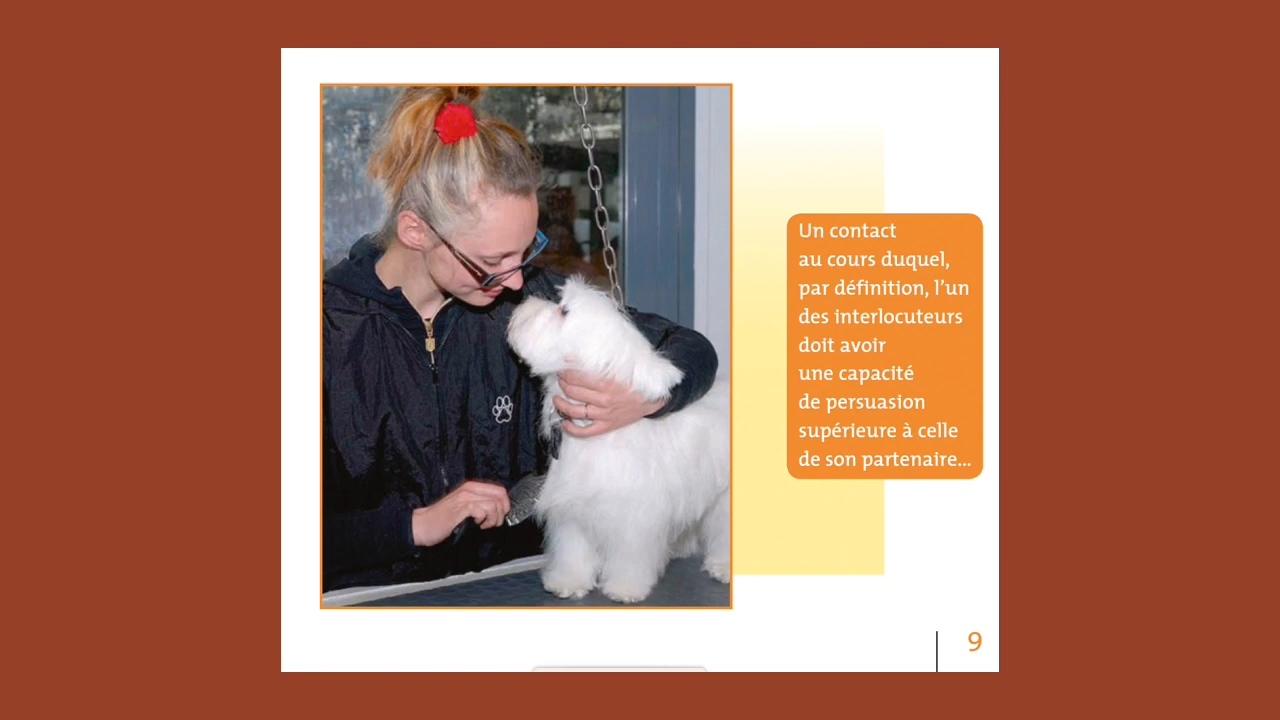 Un contact
au cours duquel,
par définition, l’un
des interlocuteurs
doit avoir
une capacité
de persuasion
supérieure à celle
de son partenaire...
9